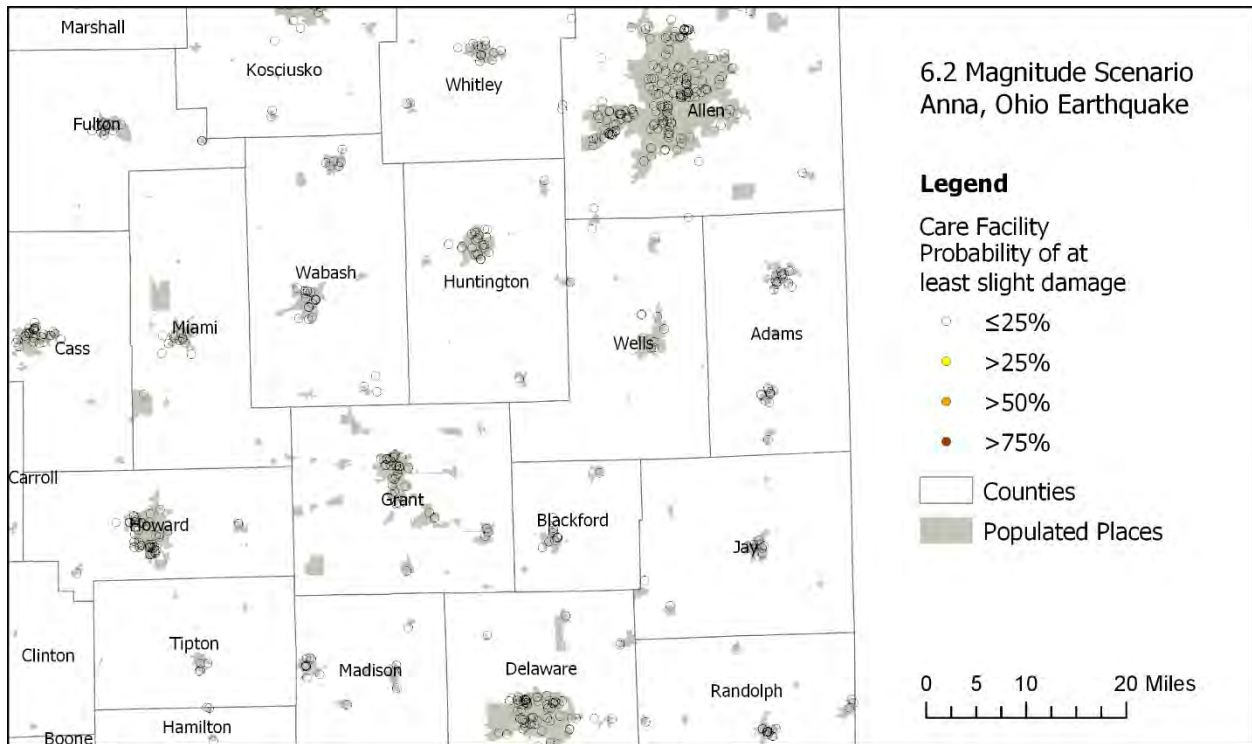 Marshall
Kosciusko
Whitley
Allen
Fulton
Wabash
Huntington
Miami
Cass
Wells
Adams
Carroll
Howard
Grant
Blackford
Jay
Clinton
Tipton
Madison
Delaware
Randolph
Hamilton
Boone
6.2 Magnitude Scenario
Anna, Ohio Earthquake
Legend
Care Facility
Probability of at
least slight damage
≤25%
>25%
>50%
>75%
Counties
Populated Places
0 5 10 20 Miles